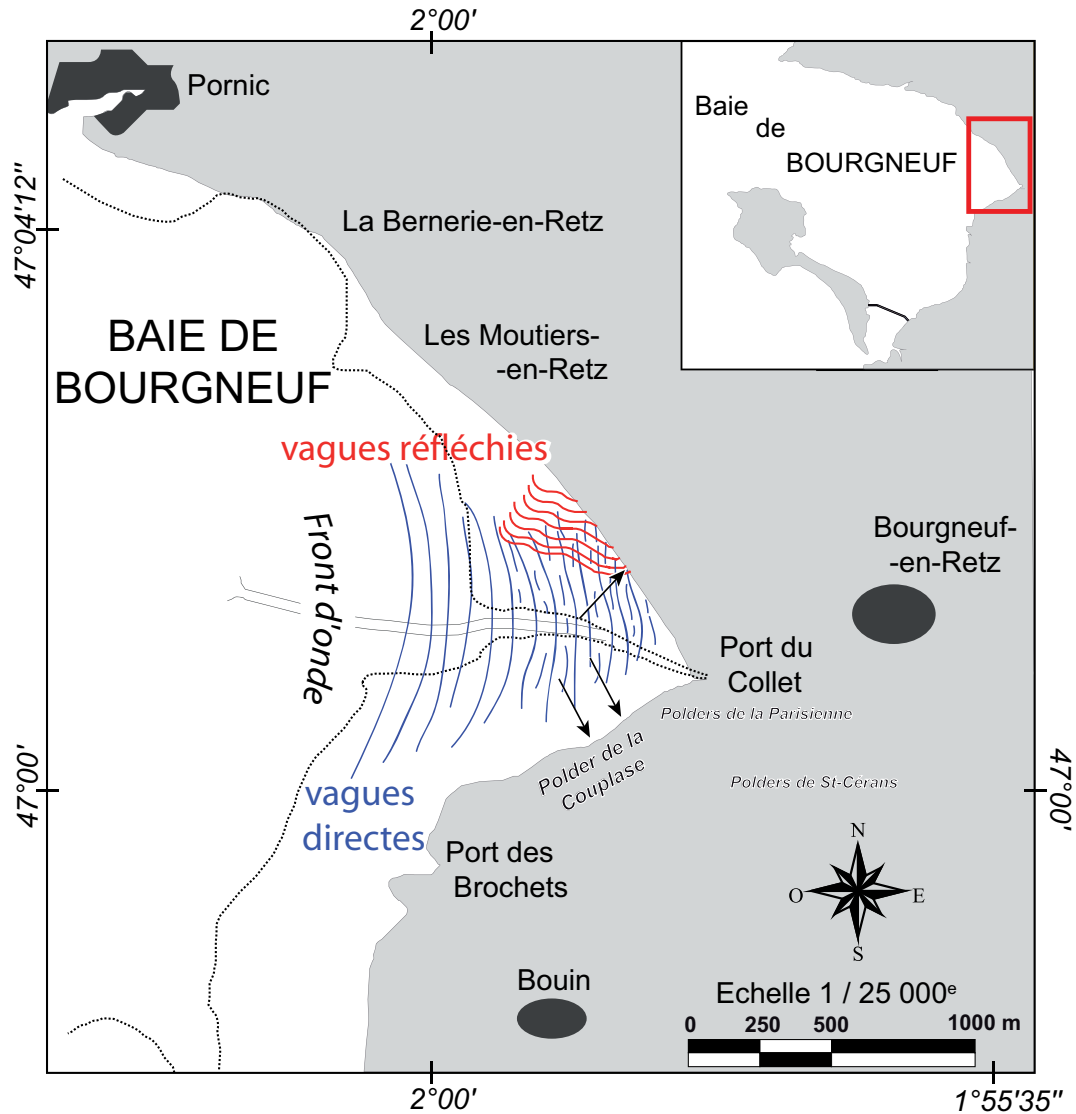 2°00'
Pornic
Baie
de
BOURGNEUF
47°04'12"
La Bernerie-en-Retz
BAIE DE
BOURGNEUF
Les Moutiers-
-en-Retz
vagues réfléchies
Front d'onde
Bourgneuf-
-en-Retz
Port du
Collet
Polders de la Parisienne
Polder de la
Couplase
Polders de St-Cérans
47°00'
47°00'
vagues
directes
Port des
Brochets
N
O
E
S
Bouin
Echelle 1 / 25 000e
0 250 500 1000 m
2°00'
1°55'35"